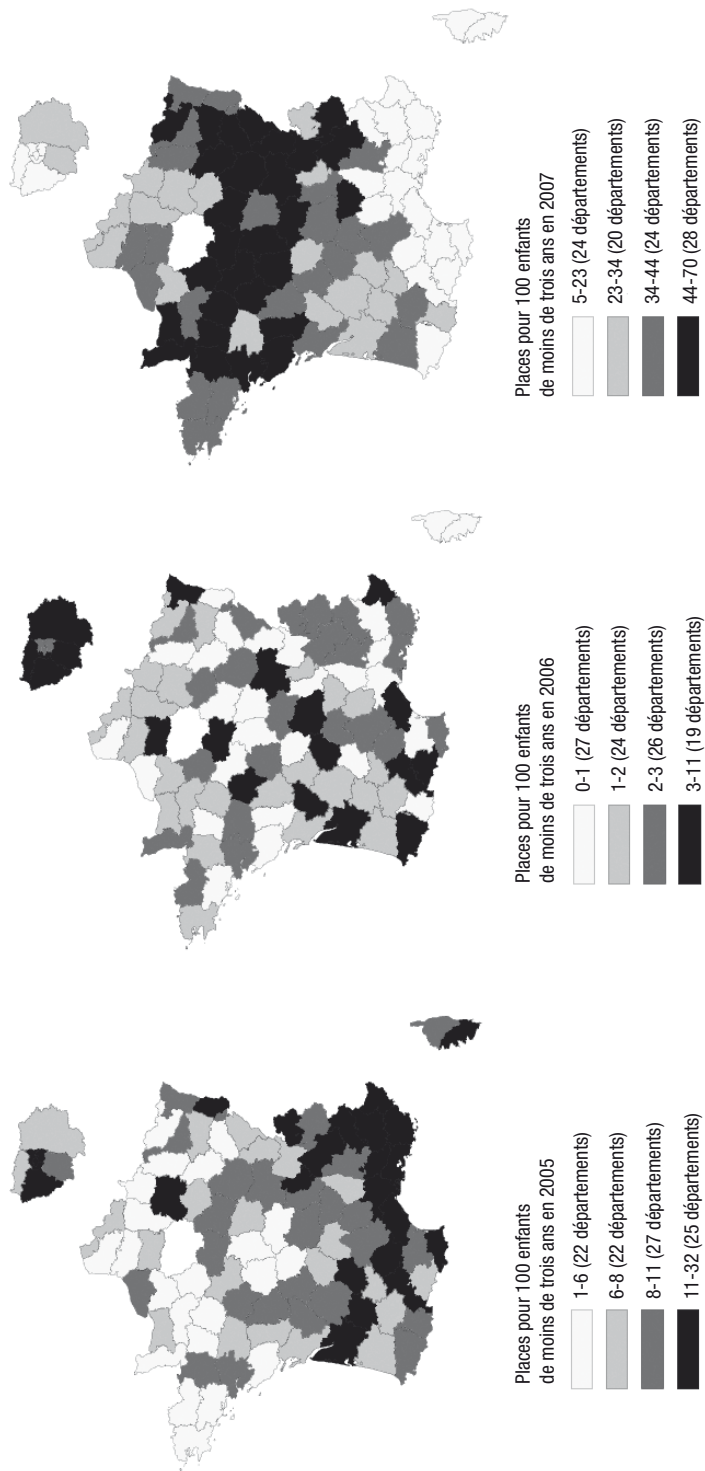 Places pour 100 enfants
de moins de trois ans en 2005
1-6 (22 départements)
6-8 (22 départements)
8-11 (27 départements)
11-32 (25 départements)
Places pour 100 enfants
de moins de trois ans en 2006
0-1 (27 départements)
1-2 (24 départements)
2-3 (26 départements)
3-11 (19 départements)
Places pour 100 enfants
de moins de trois ans en 2007
5-23 (24 départements)
23-34 (20 départements)
34-44 (24 départements)
44-70 (28 départements)